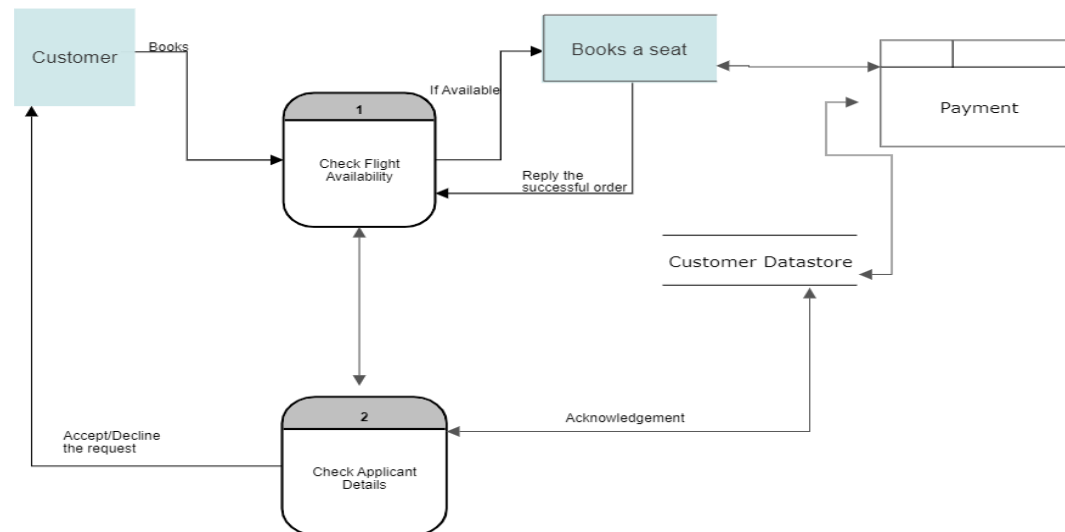 Customer
Books
Books a seat
If Available
Payment
1
Check Flight
Availability
Reply the
successful order
Customer Datastore
2
Acknowledgement
Accept/Decline
the request
Check Applicant
Details